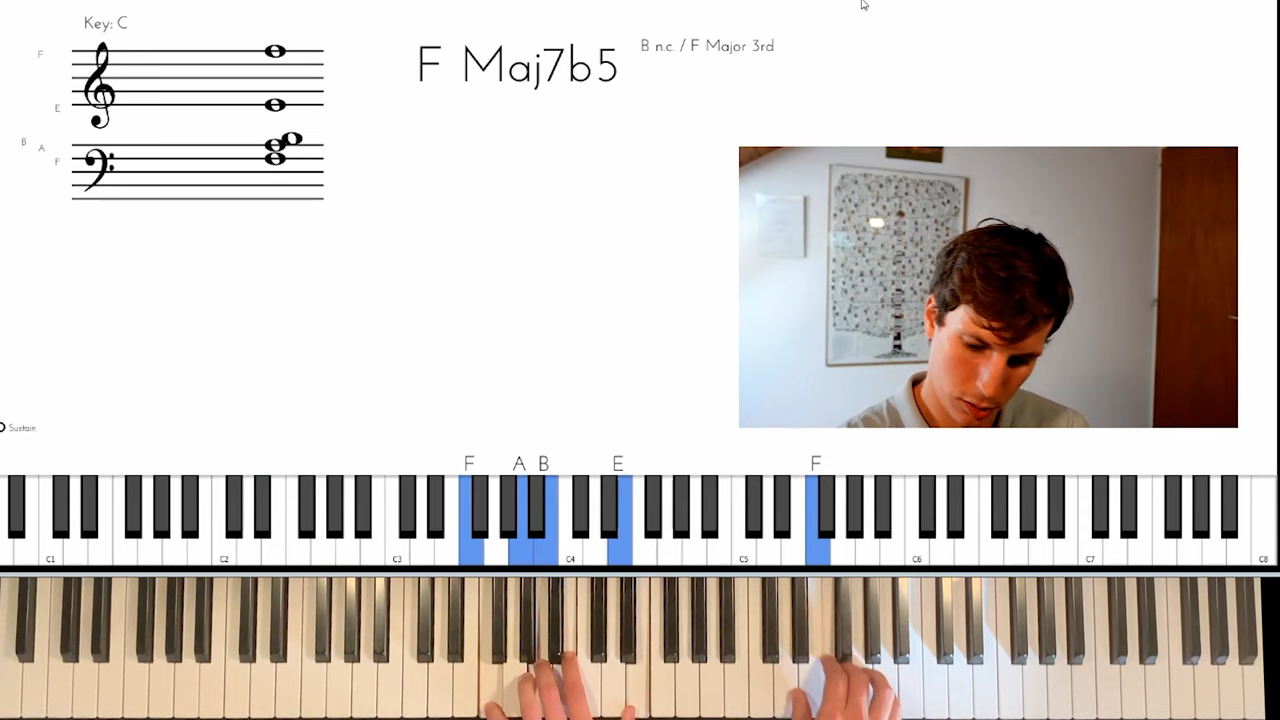 Key: C
F
E
B
A
F
F Maj7b5
B n.c. / F Major 3rd
Sustain
F A B E F
C1 C2 C3 C4 C5 C6 C7 C8